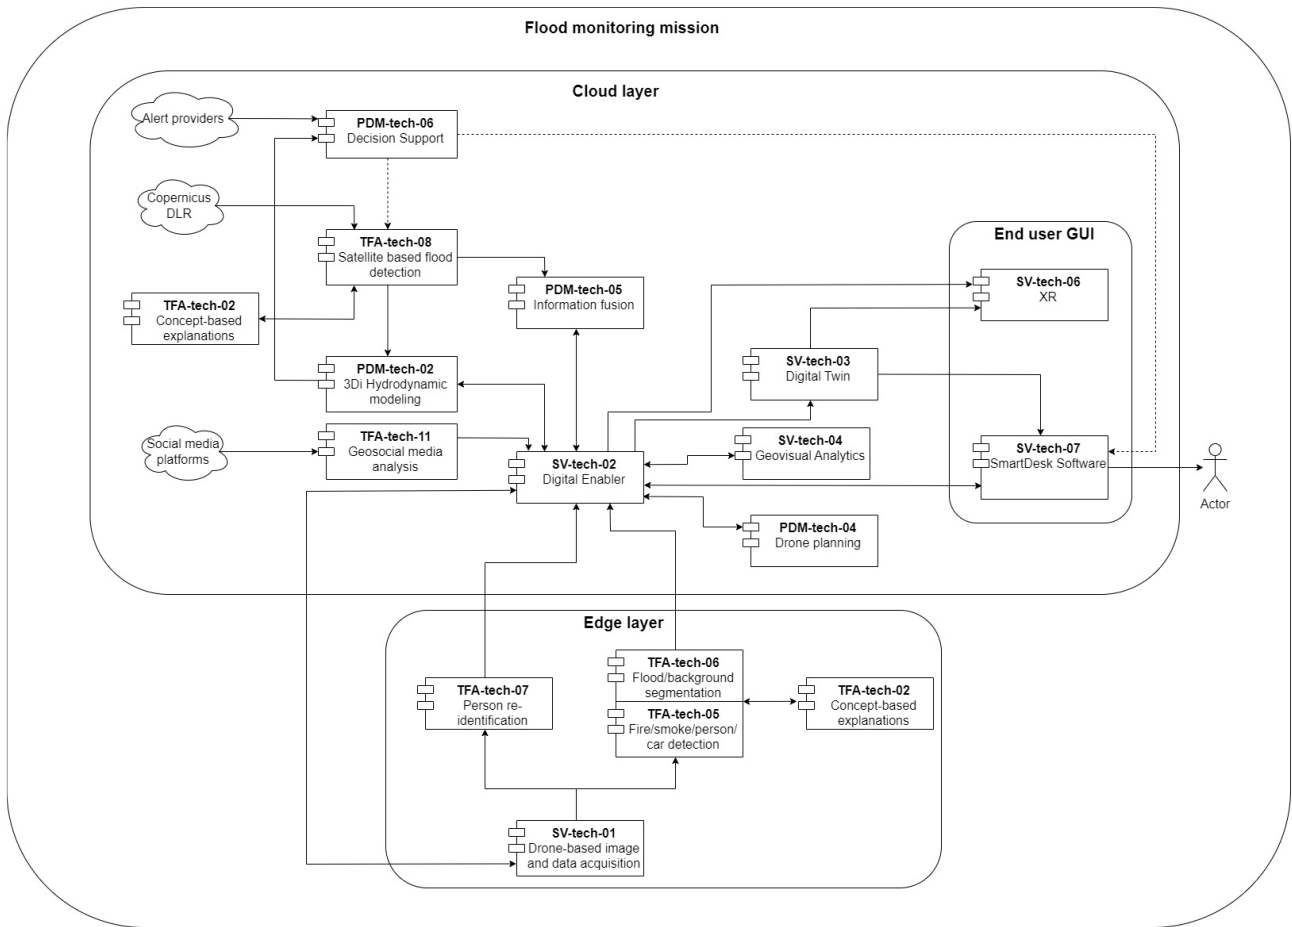 Flood monitoring mission
Cloud layer
Alert providers
PDM-tech-06
Decision Support
Copernicus
DLR
TFA-tech-08
Satellite based flood
detection
End user GUI
PDM-tech-05
Information fusion
SV-tech-06
XR
TFA-tech-02
Concept-based
explanations
PDM-tech-02
3Di Hydrodynamic
modeling
SV-tech-03
Digital Twin
Social media
platforms
TFA-tech-11
Geosocial media
analysis
SV-tech-02
Digital Enabler
SV-tech-04
Geovisual Analytics
SV-tech-07
SmartDesk Software
Actor
PDM-tech-04
Drone planning
Edge layer
TFA-tech-07
Person re-
identification
TFA-tech-06
Flood/background
segmentation
TFA-tech-05
Fire/smoke/person/
car detection
TFA-tech-02
Concept-based
explanations
SV-tech-01
Drone-based image
and data acquisition